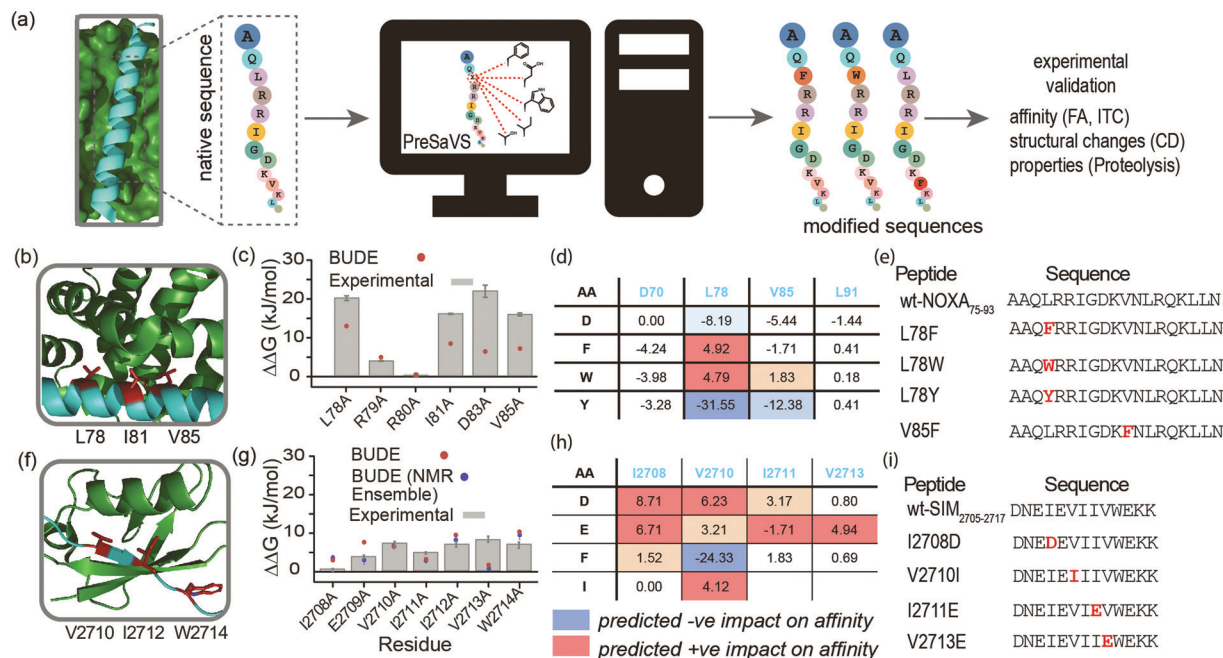 (a)
native sequence
A
Q
L
R
R
I
G
D
K
V
K
L
PreSaVS
A
Q
I
R
R
I
G
D
K
V
K
A
Q
F
R
R
I
G
D
K
V
K
L
A
Q
W
R
R
I
G
D
K
V
K
L
A
Q
L
R
R
I
G
D
K
F
K
L
modified sequences
experimental
validation
affinity (FA, ITC)
structural changes (CD)
properties (Proteolysis)
(b)
L78 I81 V85
(c)
BUDE
Experimental
ΔΔG (kJ/mol)
30
20
10
0
L78A R79A R80A I81A D83A V85A
(d)
AA D70 L78 V85 L91
D 0.00 -8.19 -5.44 -1.44
F -4.24 4.92 -1.71 0.41
W -3.98 4.79 1.83 0.18
Y -3.28 -31.55 -12.38 0.41
(e)
Peptide Sequence
wt-NOXA75-93 AAQLRRIGDKVNLRQKLLN
L78F AAQFRRIGDKVNLRQKLLN
L78W AAQWRRIGDKVNLRQKLLN
L78Y AAQYRRIGDKVNLRQKLLN
V85F AAQLRRIGDKFNLRQKLLN
(f)
V2710 I2712 W2714
(g)
BUDE
BUDE (NMR
Ensemble)
Experimental
ΔΔG (kJ/mol)
30
20
10
0
I2708A E2709A V2710A I2711A I2712A V2713A W2714A
Residue
(h)
AA I2708 V2710 I2711 V2713
D 8.71 6.23 3.17 0.80
E 6.71 3.21 -1.71 4.94
F 1.52 -24.33 1.83 0.69
I 0.00 4.12
predicted -ve impact on affinity
predicted +ve impact on affinity
(i)
Peptide Sequence
wt-SIM2705-2717 DNEIEVIIVWEKK
I2708D DNEDEVIIVWEKK
V2710I DNEIEIIIVWEKK
I2711E DNEIEVEIVWEKK
V2713E DNEIEVIIEWEKK